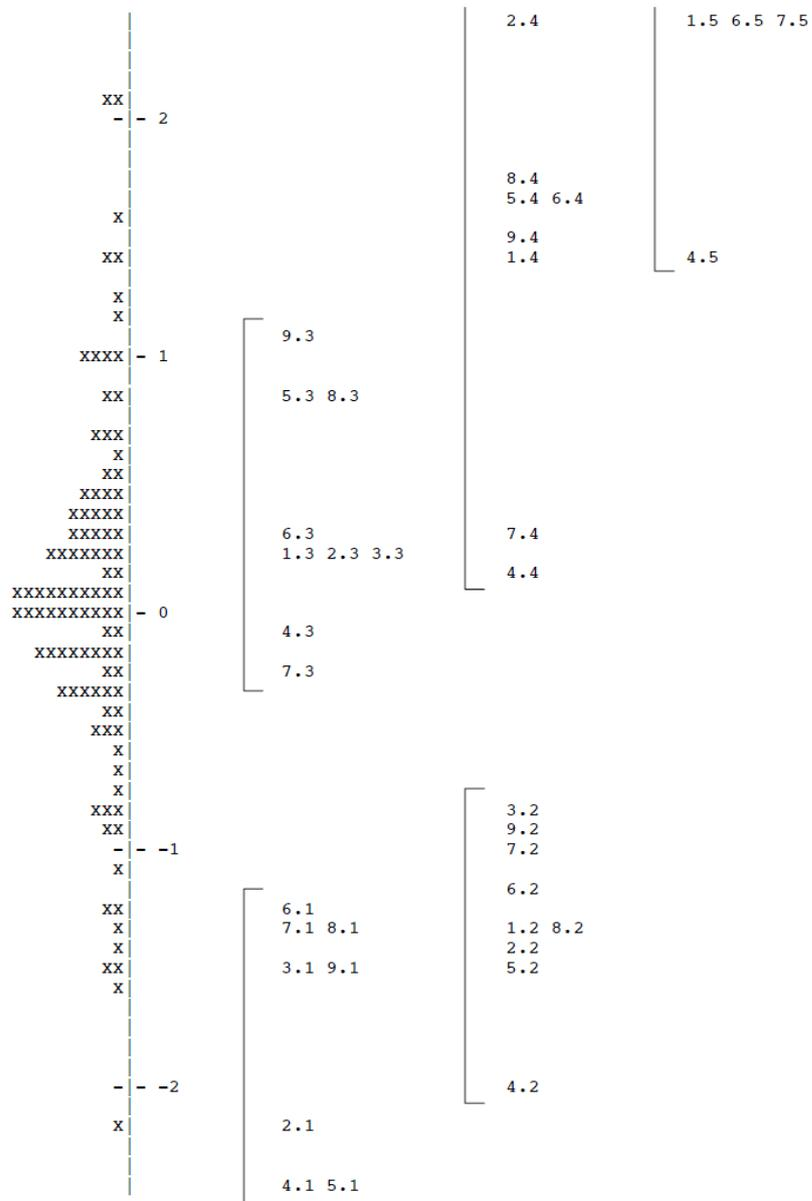 2.4 1.5 6.5 7.5
xx
- - 2
8.4
5.4 6.4
x
9.4
xx 1.4 4.5
x
x
9.3
xxxx - 1
xx 5.3 8.3
xxx
x
xx
xxxx
xxxxx
xxxxx 6.3 7.4
xxxxxxx 1.3 2.3 3.3
xx 4.4
xxxxxxxxxx
xxxxxxxxxx - 0
xx 4.3
xxxxxxxx
xx 7.3
xxxxxx
xx
xxx
x
x
x
xxx 3.2
xx 9.2
- - -1 7.2
x
6.2
xx 6.1
x 7.1 8.1 1.2 8.2
x 2.2
xx 3.1 9.1 5.2
x
- - -2 4.2
x 2.1
4.1 5.1